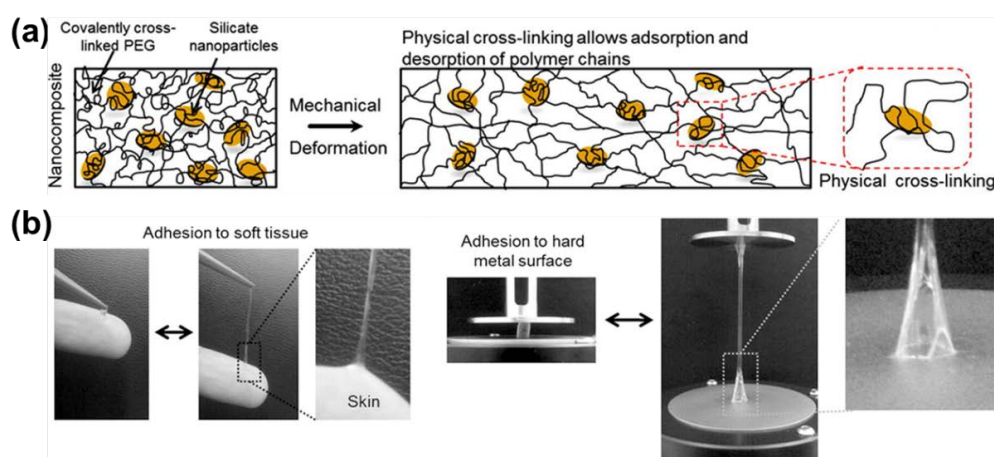 (a)
Covalently cross-
linked PEG
Silicate
nanoparticles
Nanocomposite
Mechanical
Deformation
Physical cross-linking allows adsorption and
desorption of polymer chains
Physical cross-linking
(b)
Adhesion to soft tissue
Skin
Adhesion to hard
metal surface